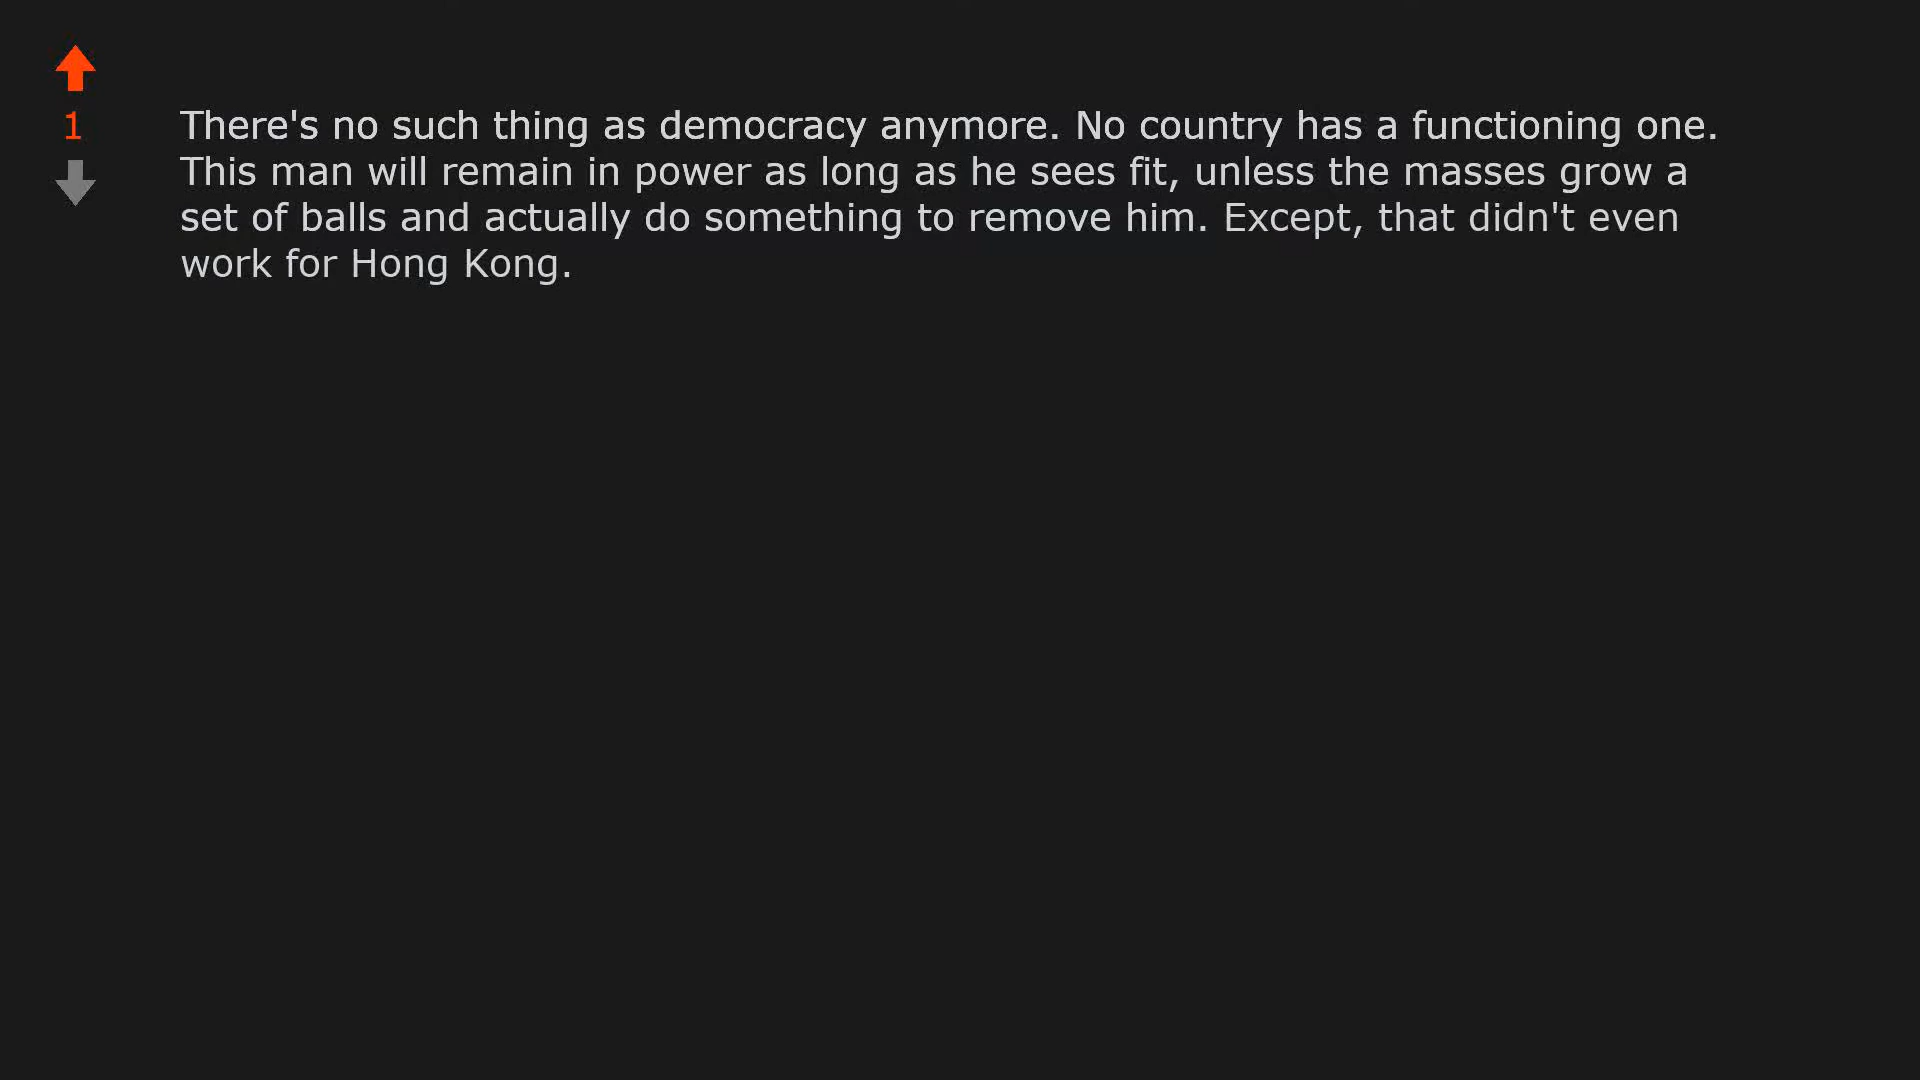 1
There's no such thing as democracy anymore. No country has a functioning one.
This man will remain in power as long as he sees fit, unless the masses grow a
set of balls and actually do something to remove him. Except, that didn't even
work for Hong Kong.